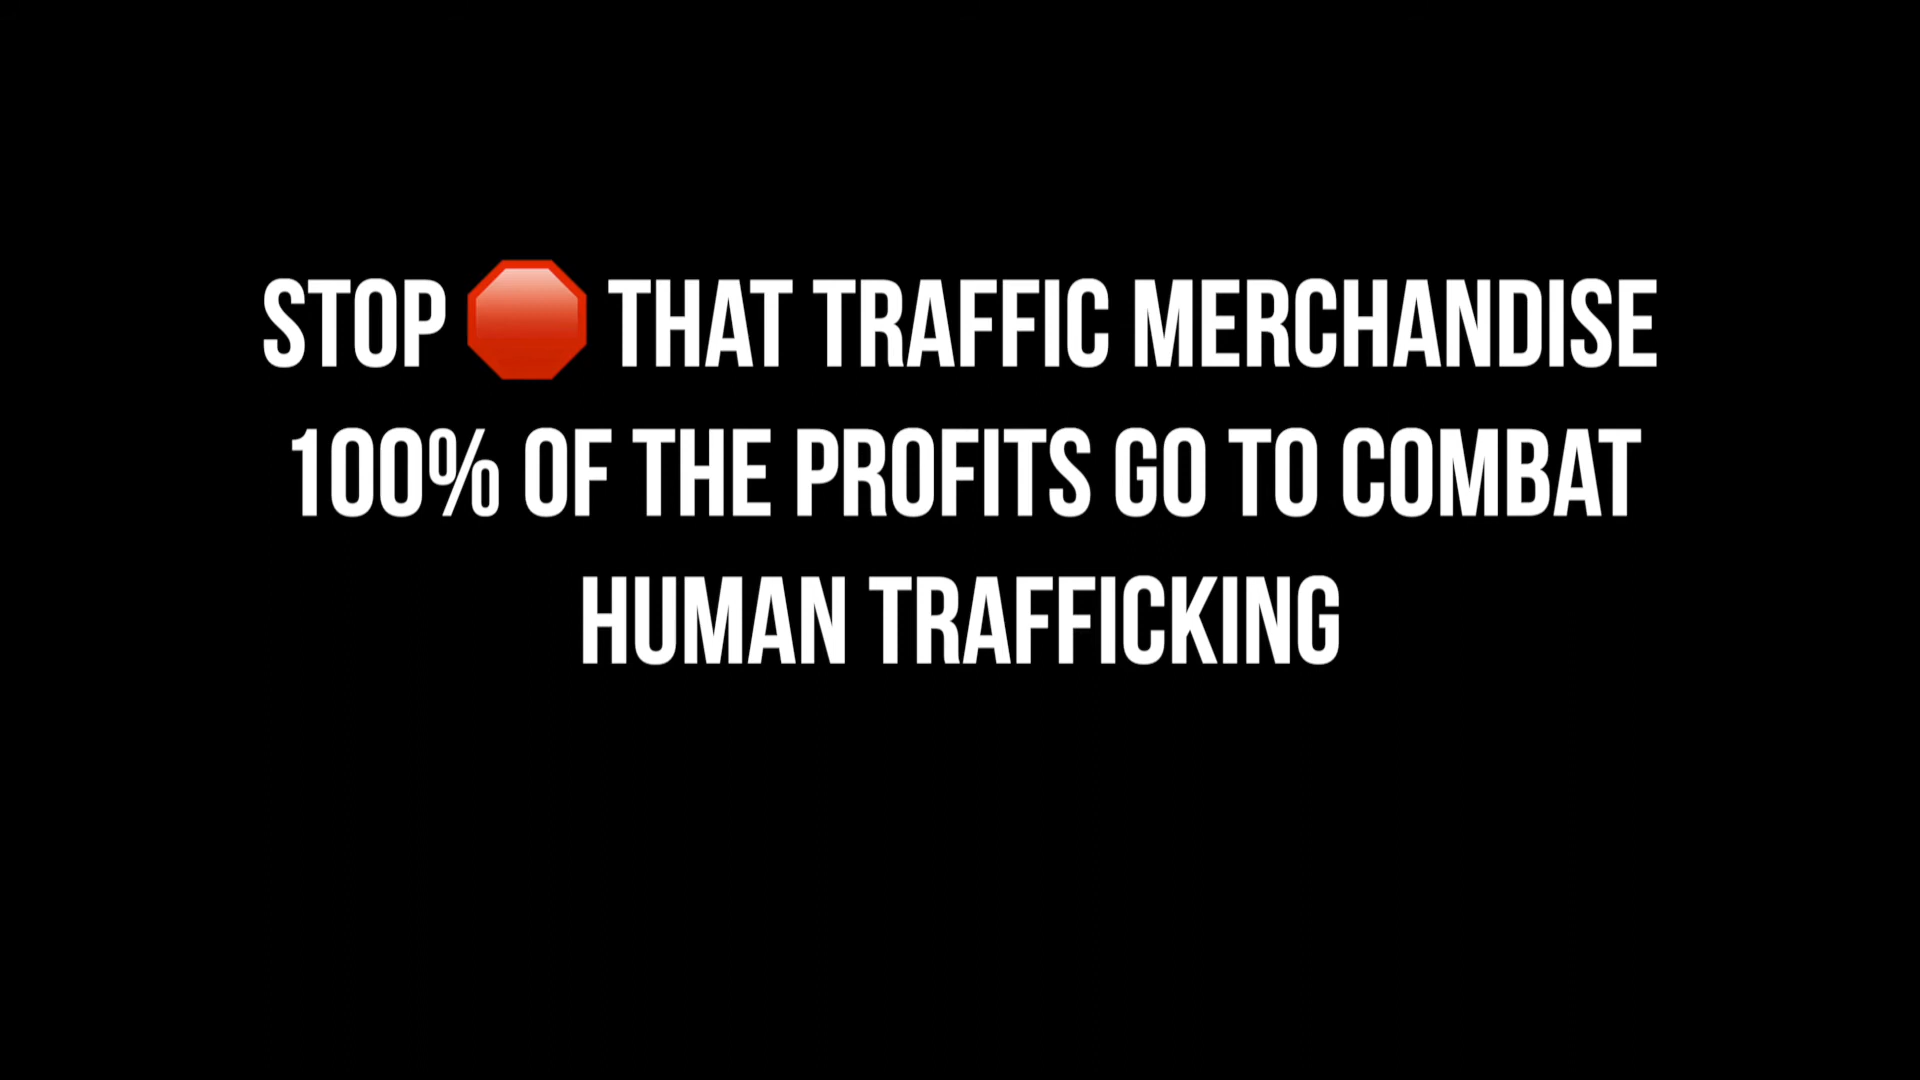 STOP 🛑 THAT TRAFFIC MERCHANDISE
100% OF THE PROFITS GO TO COMBAT
HUMAN TRAFFICKING